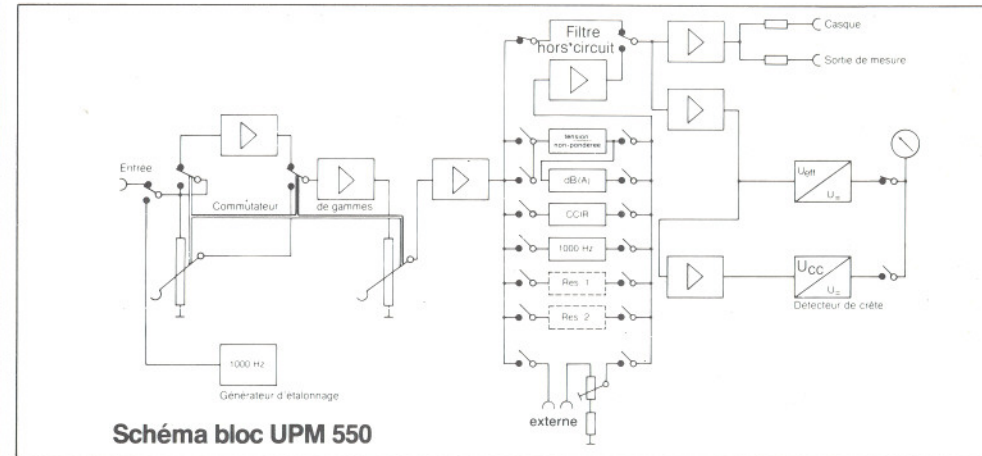 Filtre
hors*circuit
Casque
Sortie de mesure
Entrée
Commutateur
de gammes
tension
non-pondérée
dB(A)
CCIR
1000 Hz
Res. 1
Res. 2
externe
Ueff
U=
UCC
U=
Détecteur de crête
1000 Hz
Générateur d'étalonnage
Schéma bloc UPM 550